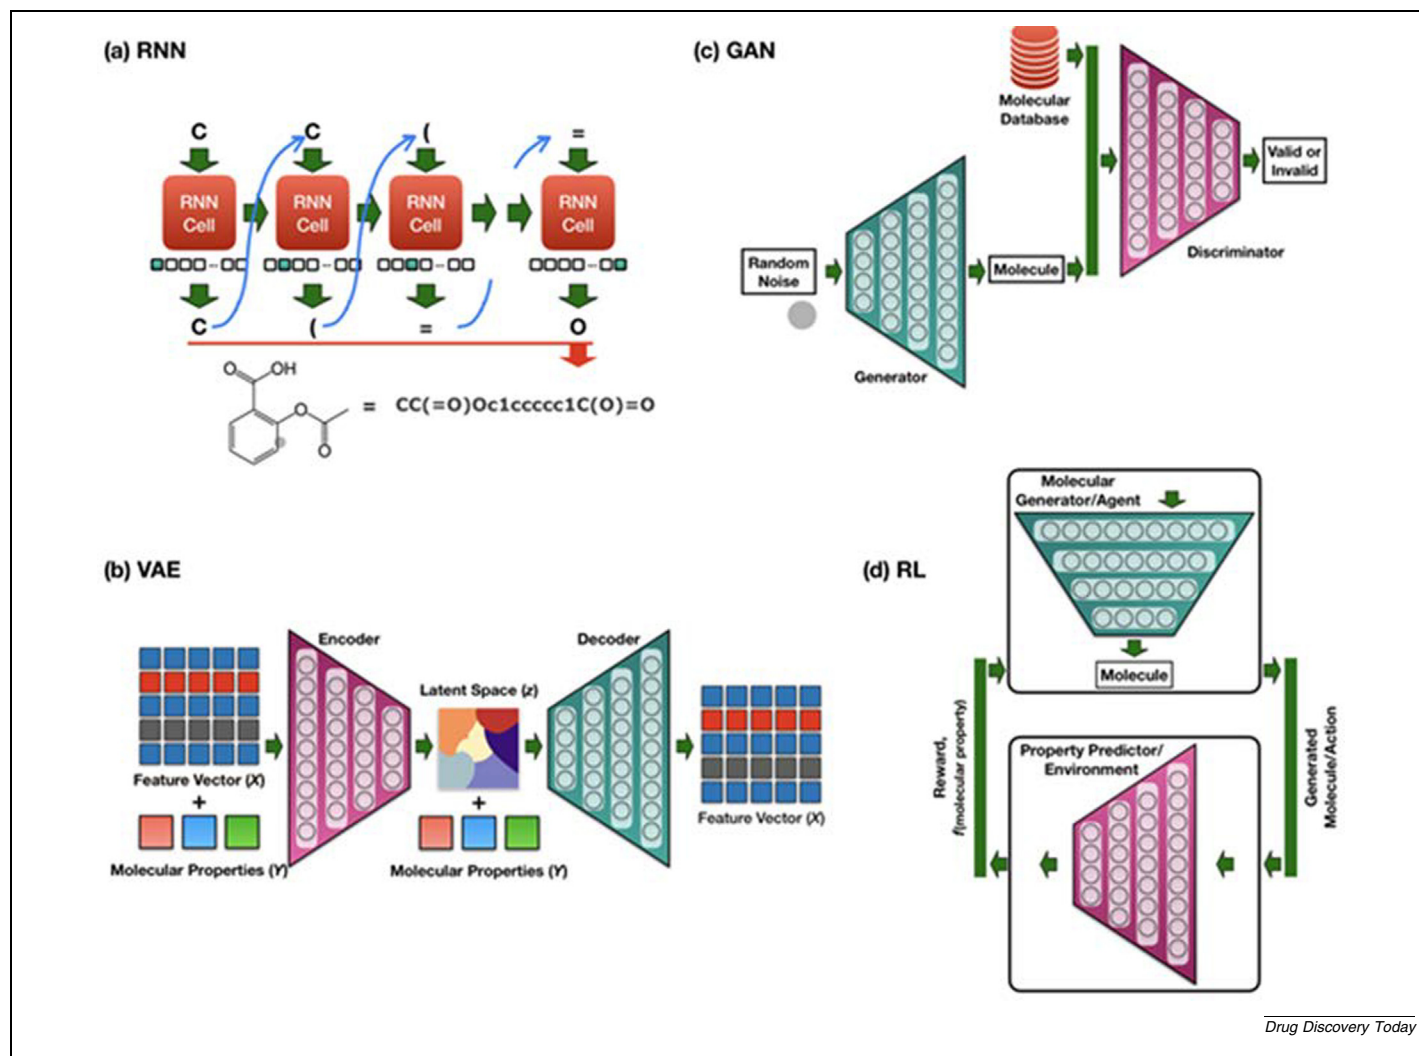 (a) RNN
C C ( =
RNN
Cell
RNN
Cell
RNN
Cell
RNN
Cell
C ( = O
O
OH
O
O
= CC(=O)Oc1ccccc1C(O)=O
(b) VAE
Encoder
Decoder
Latent Space (z)
Feature Vector (X)
+
Molecular Properties (Y)
+
Molecular Properties (Y)
Feature Vector (X)
(c) GAN
Molecular
Database
Valid or
Invalid
Discriminator
Random
Noise
Molecule
Generator
(d) RL
Molecular
Generator/Agent
Molecule
Reward,
f(molecular property)
Property Predictor/
Environment
Generated
Molecule/Action
Drug Discovery Today